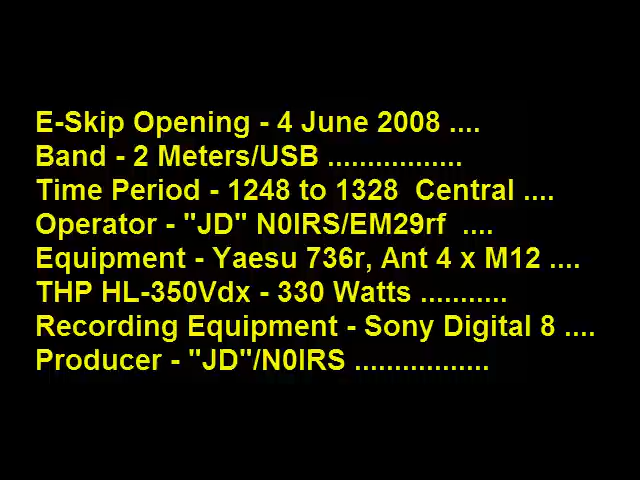 E-Skip Opening - 4 June 2008 ....
Band - 2 Meters/USB .................
Time Period - 1248 to 1328  Central ....
Operator - "JD" N0IRS/EM29rf  ....
Equipment - Yaesu 736r, Ant 4 x M12 ....
THP HL-350Vdx - 330 Watts ...........
Recording Equipment - Sony Digital 8 ....
Producer - "JD"/N0IRS .................